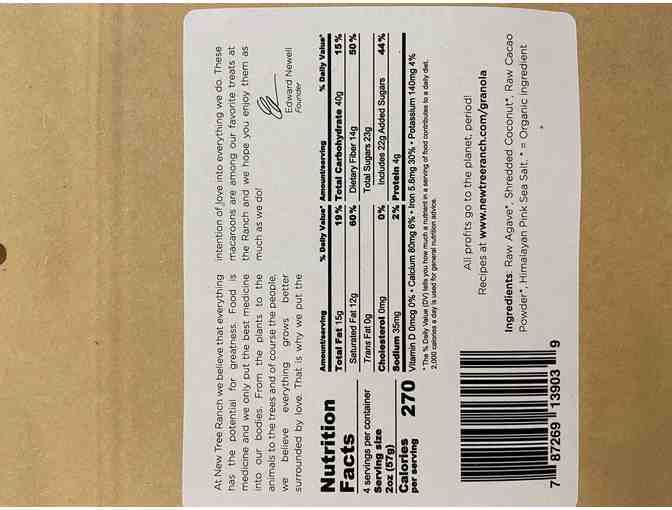 At New Tree Ranch we believe that everything
has the potential for greatness. Food is
medicine and we only put the best medicine
into our bodies. From the plants to the
animals to the trees and of course the people,
we believe everything grows better
surrounded by love. That is why we put the
intention of love into everything we do. These
macaroons are among our favorite treats at
the Ranch and we hope you enjoy them as
much as we do!
Edward Newell
Founder
Nutrition
Facts
4 servings per container
Serving size
2oz (57g)
Calories 270
per serving
Amount/serving % Daily Value*
Total Fat 15g 19%
Saturated Fat 12g 60%
Trans Fat 0g
Cholesterol 0mg 0%
Sodium 35mg 2%
Amount/serving % Daily Value*
Total Carbohydrate 40g 15%
Dietary Fiber 14g 50%
Total Sugars 23g
Includes 22g Added Sugars 44%
Protein 4g
Vitamin D 0mcg 0% • Calcium 80mg 6% • Iron 5.8mg 30% • Potassium 140mg 4%
* The % Daily Value (DV) tells you how much a nutrient in a serving of food contributes to a daily diet.
2,000 calories a day is used for general nutrition advice.
All profits go to the planet, period!
Recipes at www.newtreeranch.com/granola
Ingredients: Raw Agave*, Shredded Coconut*, Raw Cacao
Powder*, Himalayan Pink Sea Salt. * = Organic Ingredient
7 87269 13903 9